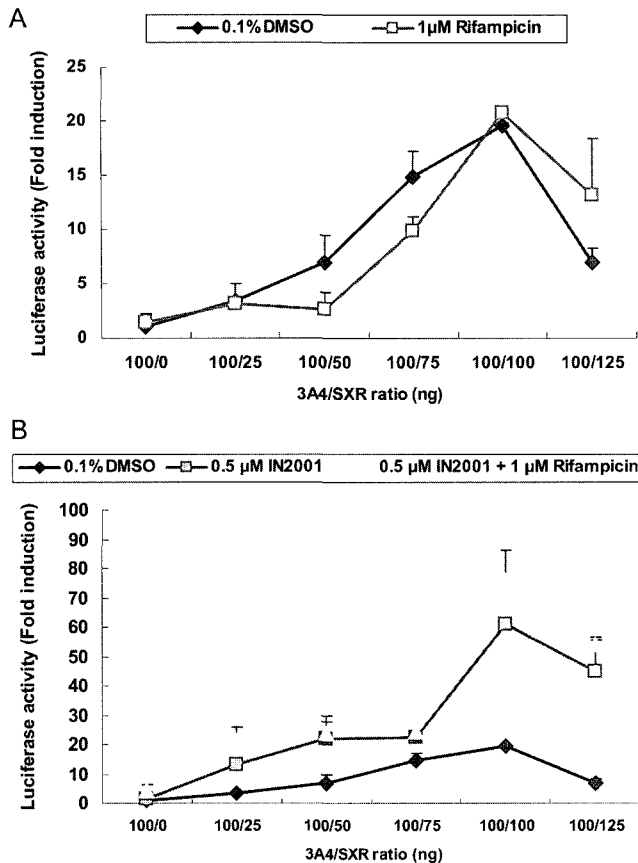 A
0.1% DMSO 1μM Rifampicin
Luciferase activity (Fold induction)
25
20
15
10
5
0
100/0 100/25 100/50 100/75 100/100 100/125
3A4/SXR ratio (ng)
B
0.1% DMSO 0.5 μM IN2001 0.5 μM IN2001 + 1 μM Rifampicin
Luciferase activity (Fold induction)
100
90
80
70
60
50
40
30
20
10
0
100/0 100/25 100/50 100/75 100/100 100/125
3A4/SXR ratio (ng)